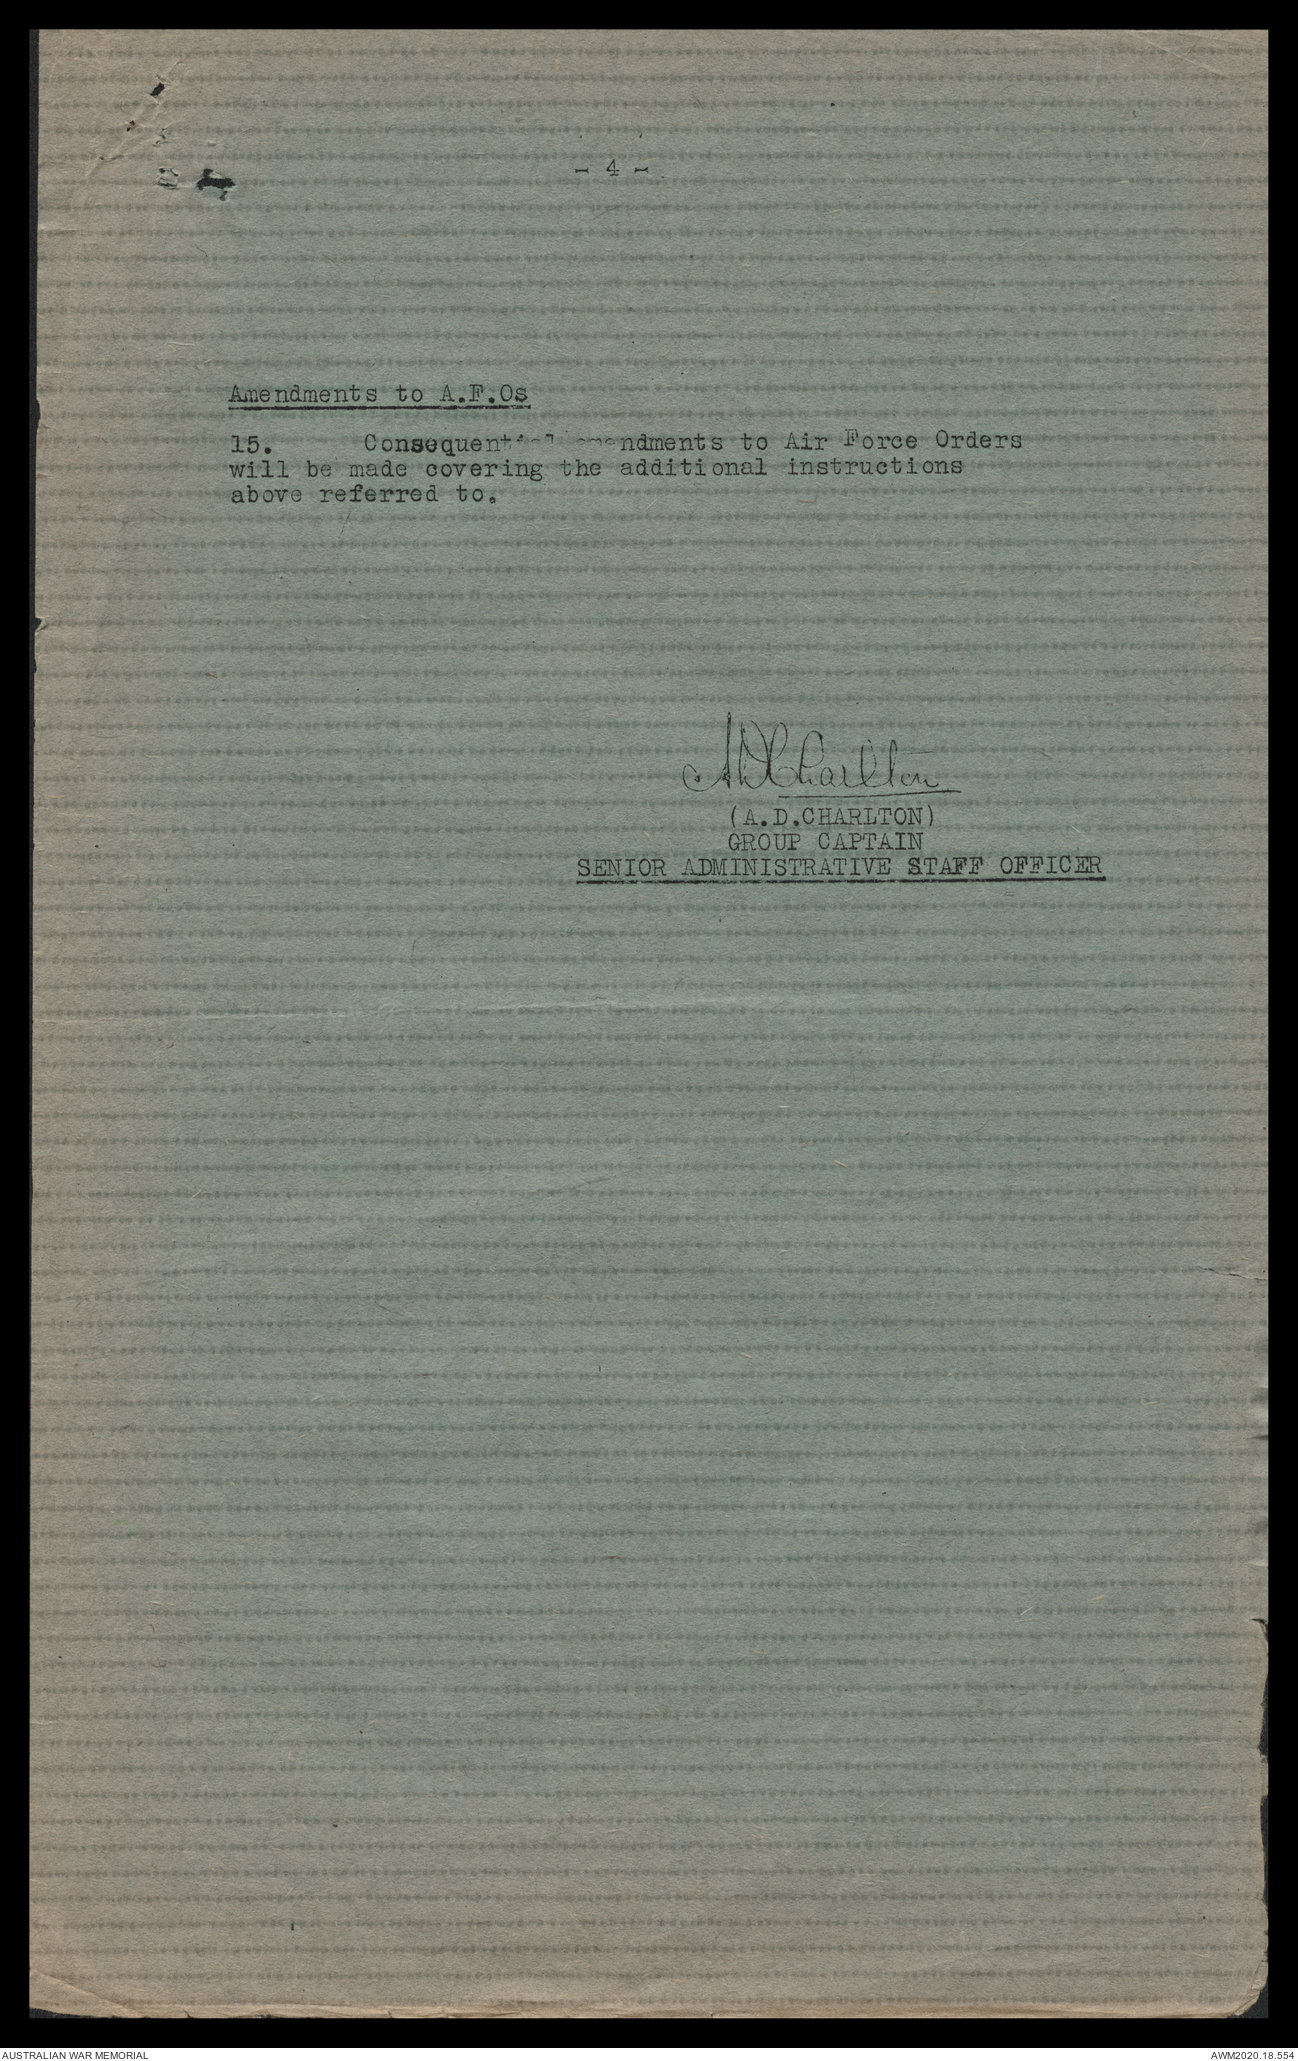 - 4 -
Amendments to A.F.Os
15. Consequential amendments to Air Force Orders
will be made covering the additional instructions
above referred to.
ADCharlton
(A.D.CHARLTON)
GROUP CAPTAIN
SENIOR ADMINISTRATIVE STAFF OFFICER
AUSTRALIAN WAR MEMORIAL
AWM2020.18.554